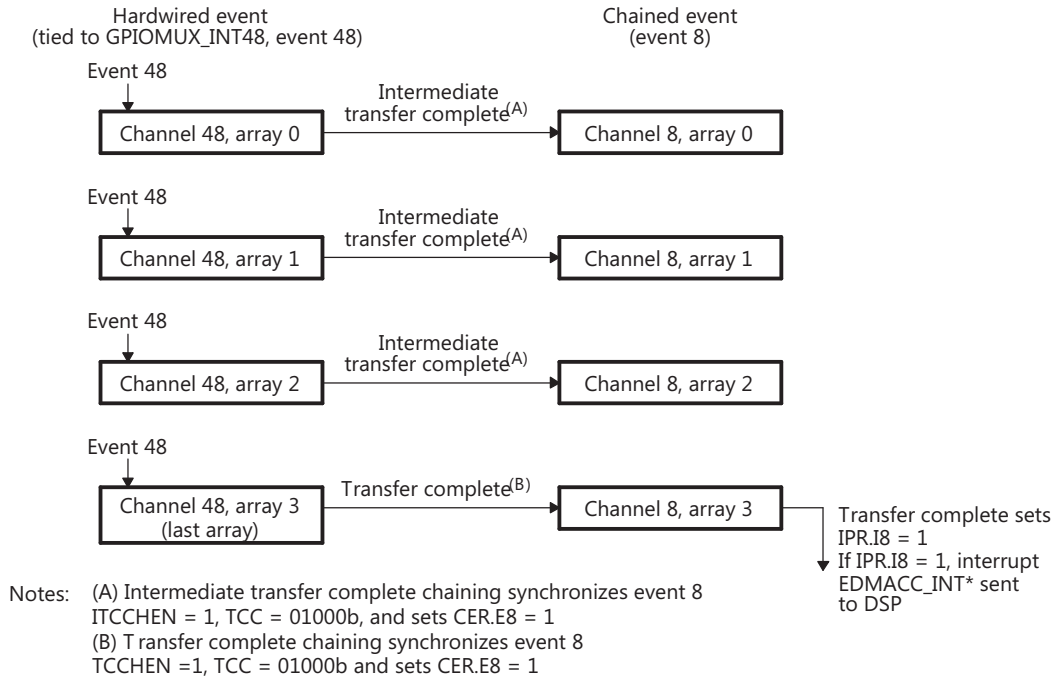 Hardwired event
(tied to GPIOMUX_INT48, event 48)
Chained event
(event 8)
Event 48
Intermediate
transfer complete(A)
Channel 48, array 0
Channel 8, array 0
Event 48
Intermediate
transfer complete(A)
Channel 48, array 1
Channel 8, array 1
Event 48
Intermediate
transfer complete(A)
Channel 48, array 2
Channel 8, array 2
Event 48
Transfer complete(B)
Channel 48, array 3
(last array)
Channel 8, array 3
Transfer complete sets
IPR.I8 = 1
If IPR.I8 = 1, interrupt
EDMACC_INT* sent
to DSP
Notes: (A) Intermediate transfer complete chaining synchronizes event 8
ITCCHEN = 1, TCC = 01000b, and sets CER.E8 = 1
(B) T ransfer complete chaining synchronizes event 8
TCCHEN =1, TCC = 01000b and sets CER.E8 = 1